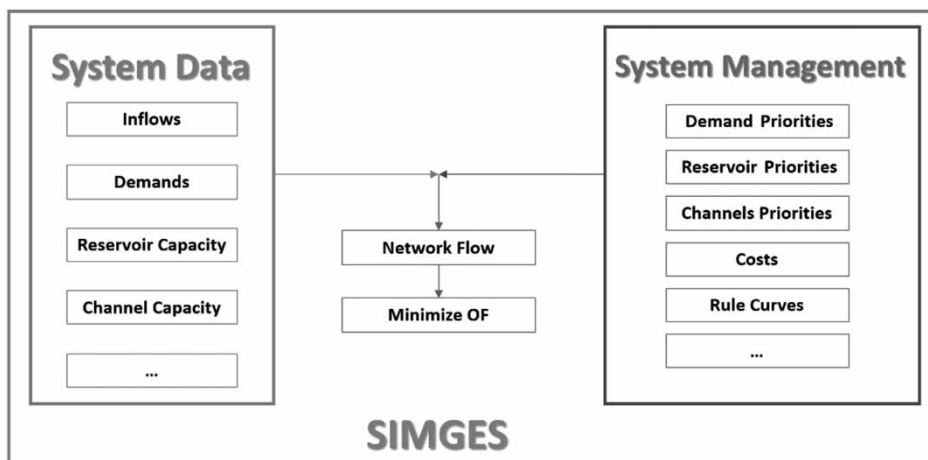 System Data
Inflows
Demands
Reservoir Capacity
Channel Capacity
...
Network Flow
Minimize OF
System Management
Demand Priorities
Reservoir Priorities
Channels Priorities
Costs
Rule Curves
...
SIMGES